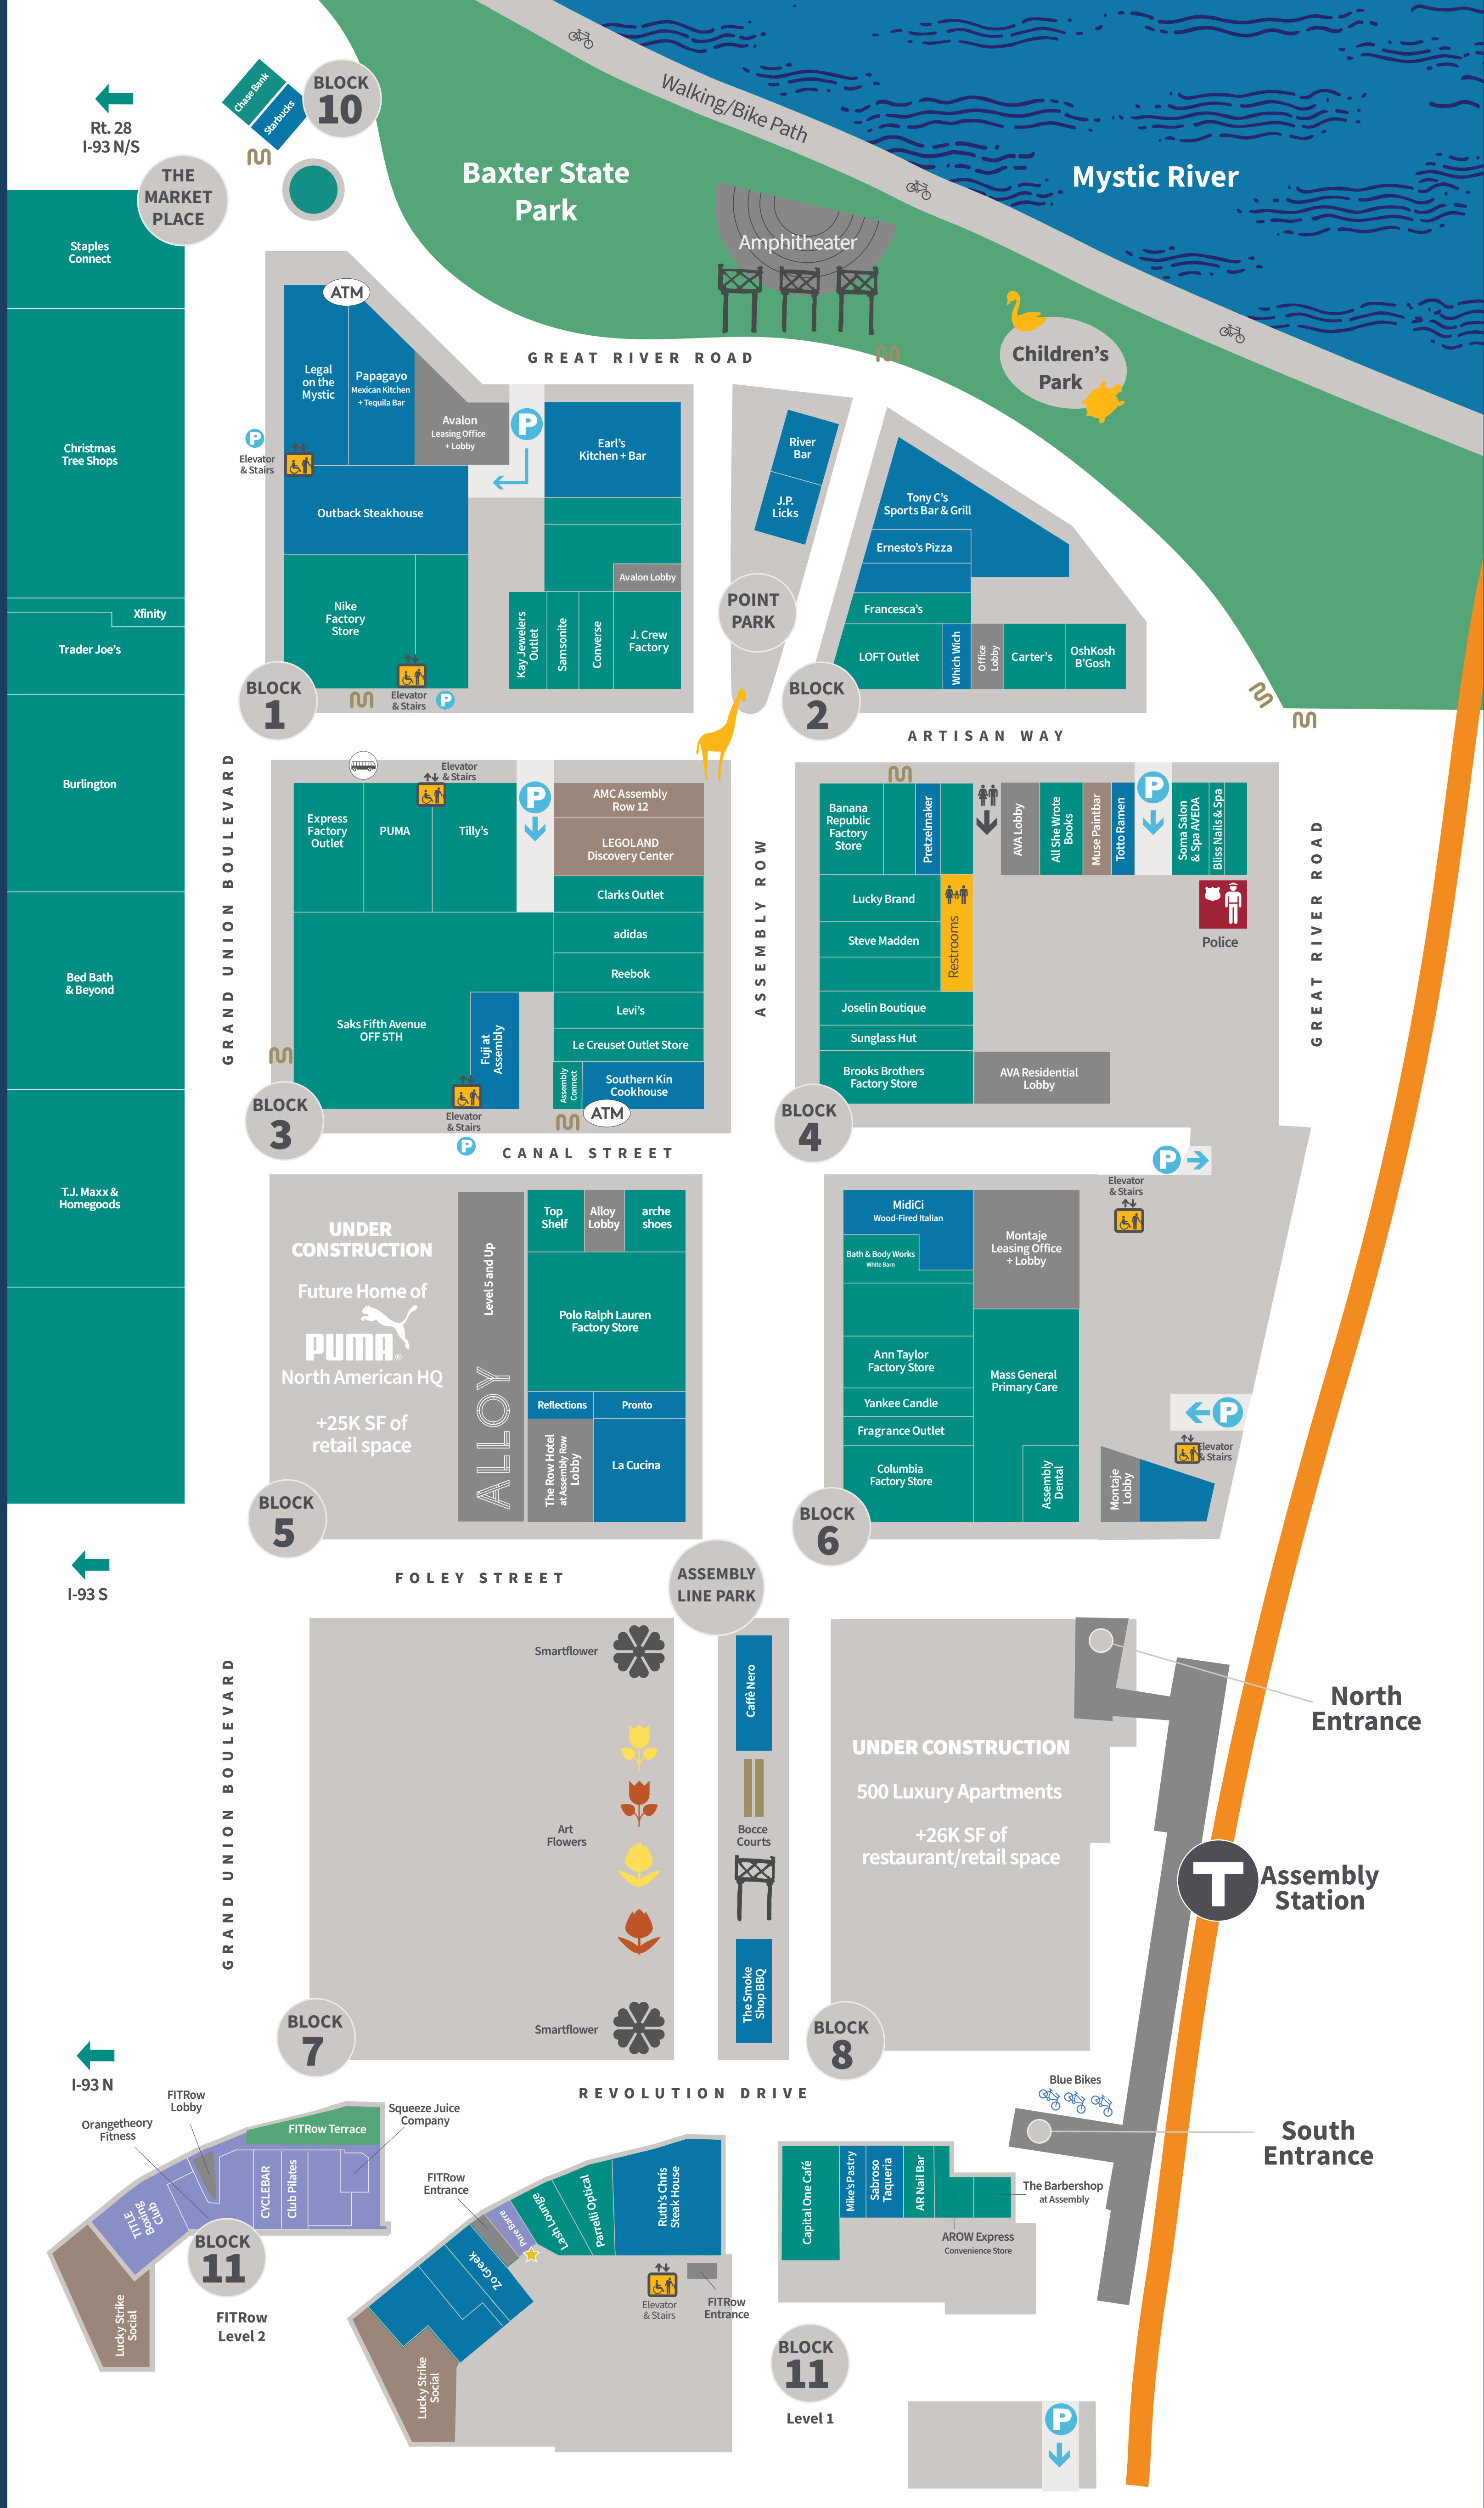 Rt. 28
I-93 N/S
Chase Bank
Starbucks
BLOCK
10
Walking/Bike Path
Baxter State
Park
Mystic River
Amphitheater
Children's
Park
THE
MARKET
PLACE
Staples
Connect
Christmas
Tree Shops
Xfinity
Trader Joe's
Burlington
Bed Bath
& Beyond
T.J. Maxx &
Homegoods
I-93 S
I-93 N
GREAT RIVER ROAD
ATM
Legal
on the
Mystic
Papagayo
Mexican Kitchen
+ Tequila Bar
Avalon
Leasing Office
+ Lobby
P
Earl's
Kitchen + Bar
P
Elevator
& Stairs
Outback Steakhouse
Avalon Lobby
Nike
Factory
Store
Kay Jewelers
Outlet
Samsonite
Converse
J. Crew
Factory
Elevator
& Stairs
P
BLOCK
1
River
Bar
J.P.
Licks
POINT
PARK
Tony C's
Sports Bar & Grill
Ernesto's Pizza
Francesca's
LOFT Outlet
Which Wich
Office
Lobby
Carter's
OshKosh
B'Gosh
BLOCK
2
ARTISAN WAY
GRAND UNION BOULEVARD
ASSEMBLY ROW
GREAT RIVER ROAD
Elevator
& Stairs
Express
Factory
Outlet
PUMA
Tilly's
P
AMC Assembly
Row 12
LEGOLAND
Discovery Center
Clarks Outlet
adidas
Reebok
Levi's
Le Creuset Outlet Store
Saks Fifth Avenue
OFF 5TH
Fuji at
Assembly
Assembly
Connect
Southern Kin
Cookhouse
ATM
Elevator
& Stairs
P
BLOCK
3
Banana
Republic
Factory
Store
Pretzelmaker
AVA Lobby
All She Wrote
Books
Muse Paintbar
Totto Ramen
P
Soma Salon
& Spa AVEDA
Bliss Nails & Spa
Police
Lucky Brand
Steve Madden
Restrooms
Joselin Boutique
Sunglass Hut
Brooks Brothers
Factory Store
AVA Residential
Lobby
BLOCK
4
CANAL STREET
UNDER
CONSTRUCTION
Future Home of
PUMA®
North American HQ
+25K SF of
retail space
Level 5 and Up
ALLOY
Top
Shelf
Alloy
Lobby
arche
shoes
Polo Ralph Lauren
Factory Store
Reflections
Pronto
The Row Hotel
at Assembly Row
Lobby
La Cucina
BLOCK
5
P
Elevator
& Stairs
MidiCi
Wood-Fired Italian
Bath & Body Works
White Barn
Montaje
Leasing Office
+ Lobby
Ann Taylor
Factory Store
Mass General
Primary Care
Yankee Candle
Fragrance Outlet
Columbia
Factory Store
Assembly
Dental
Montaje
Lobby
P
Elevator
& Stairs
BLOCK
6
FOLEY STREET
ASSEMBLY
LINE PARK
GRAND UNION BOULEVARD
Smartflower
Art
Flowers
Smartflower
BLOCK
7
Caffè Nero
Bocce
Courts
The Smoke
Shop BBQ
UNDER CONSTRUCTION
500 Luxury Apartments
+26K SF of
restaurant/retail space
BLOCK
8
North
Entrance
T
Assembly
Station
REVOLUTION DRIVE
Blue Bikes
South
Entrance
FITRow
Lobby
Orangetheory
Fitness
Squeeze Juice
Company
FITRow Terrace
TITLE
Boxing
Club
CYCLEBAR
Club Pilates
Lucky Strike
Social
BLOCK
11
FITRow
Level 2
FITRow
Entrance
Pure Barre
Lash Lounge
Parrelli Optical
Ruth's Chris
Steak House
Zo Greek
Lucky Strike
Social
Elevator
& Stairs
FITRow
Entrance
Capital One Café
Mike's Pastry
Sabroso
Taqueria
AR Nail Bar
The Barbershop
at Assembly
AROW Express
Convenience Store
BLOCK
11
Level 1
P